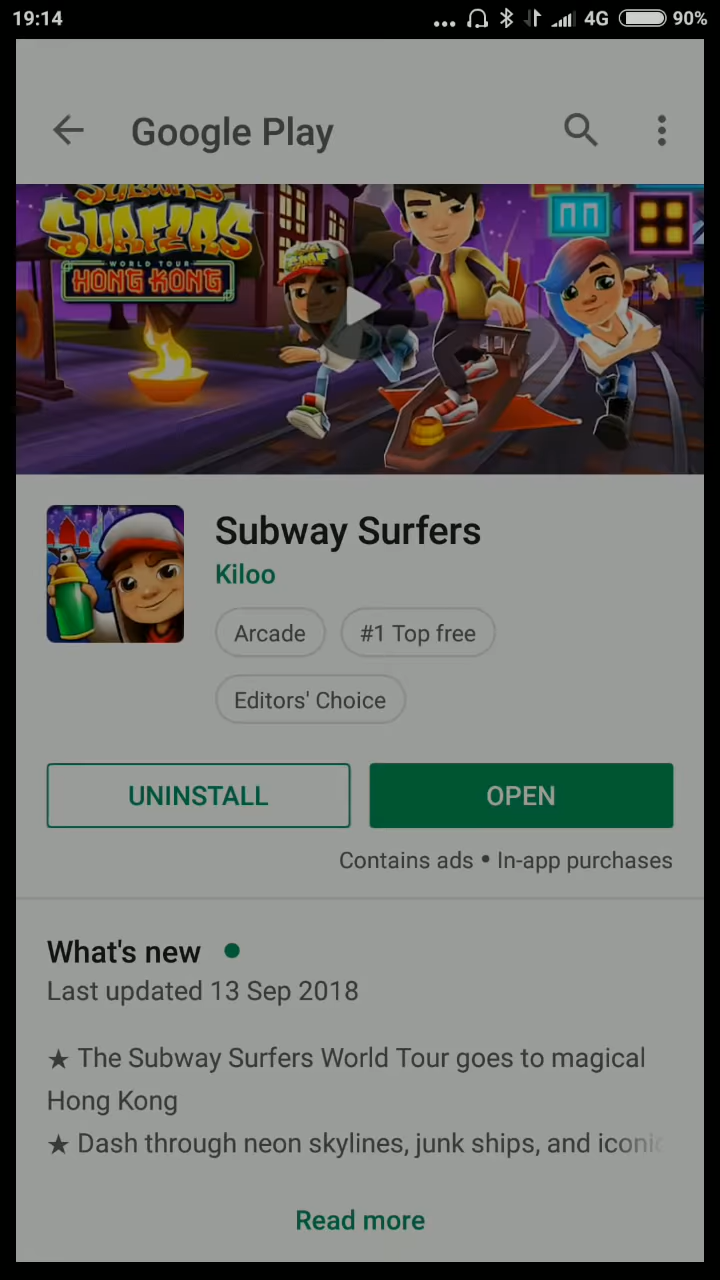 19:14
4G
90%
Google Play
SUBWAY
SURFERS
WORLD TOUR
HONG KONG
Subway Surfers
Kiloo
Arcade
#1 Top free
Editors' Choice
UNINSTALL
OPEN
Contains ads • In-app purchases
What's new
Last updated 13 Sep 2018
★ The Subway Surfers World Tour goes to magical
Hong Kong
★ Dash through neon skylines, junk ships, and iconic
Read more